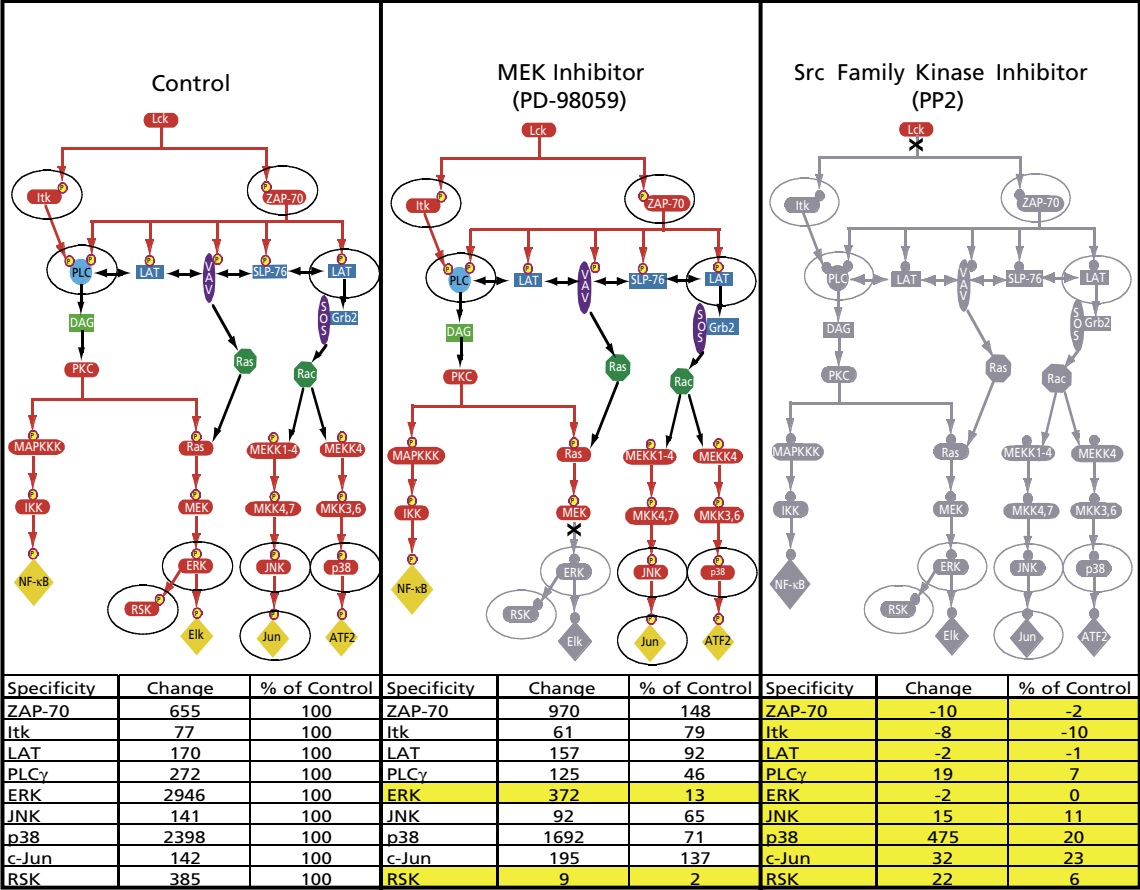 Control
Lck
P
P
Itk
ZAP-70
P
P
P
P
P
P
PLC
LAT
VAV
SLP-76
LAT
SOS
Grb2
DAG
Ras
Rac
PKC
P
P
P
P
MAPKKK
Ras
MEKK1-4
MEKK4
P
P
P
P
IKK
MEK
MKK4,7
MKK3,6
P
P
P
P
NF-κB
ERK
JNK
p38
P
P
P
P
RSK
Elk
Jun
ATF2
MEK Inhibitor
(PD-98059)
Lck
P
P
Itk
ZAP-70
P
P
P
P
P
P
PLC
LAT
VAV
SLP-76
LAT
SOS
Grb2
DAG
Ras
Rac
PKC
P
P
P
P
MAPKKK
Ras
MEKK1-4
MEKK4
P
P
P
P
IKK
MEK
MKK4,7
MKK3,6
X
P
P
P
NF-κB
ERK
JNK
p38
P
P
RSK
Elk
Jun
ATF2
Src Family Kinase Inhibitor
(PP2)
Lck
X
Itk
ZAP-70
PLC
LAT
VAV
SLP-76
LAT
SOS
Grb2
DAG
Ras
Rac
PKC
MAPKKK
Ras
MEKK1-4
MEKK4
IKK
MEK
MKK4,7
MKK3,6
NF-κB
ERK
JNK
p38
RSK
Elk
Jun
ATF2
Specificity Change % of Control Specificity Change % of Control Specificity Change % of Control
ZAP-70 655 100 ZAP-70 970 148 ZAP-70 -10 -2
Itk 77 100 Itk 61 79 Itk -8 -10
LAT 170 100 LAT 157 92 LAT -2 -1
PLCγ 272 100 PLCγ 125 46 PLCγ 19 7
ERK 2946 100 ERK 372 13 ERK -2 0
JNK 141 100 JNK 92 65 JNK 15 11
p38 2398 100 p38 1692 71 p38 475 20
c-Jun 142 100 c-Jun 195 137 c-Jun 32 23
RSK 385 100 RSK 9 2 RSK 22 6